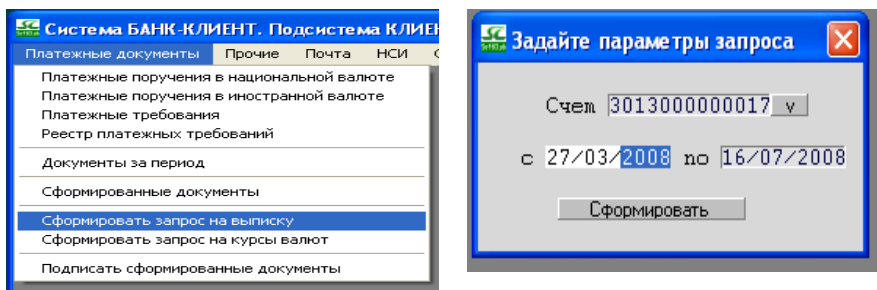 Система БАНК-КЛИЕНТ. Подсистема КЛИЕН
Платежные документы Прочие Почта НСИ
Платежные поручения в национальной валюте
Платежные поручения в иностранной валюте
Платежные требования
Реестр платежных требований
Документы за период
Сформированные документы
Сформировать запрос на выписку
Сформировать запрос на курсы валют
Подписать сформированные документы
Задайте параметры запроса
Счет 3013000000017 v
с 27/03/2008 по 16/07/2008
Сформировать